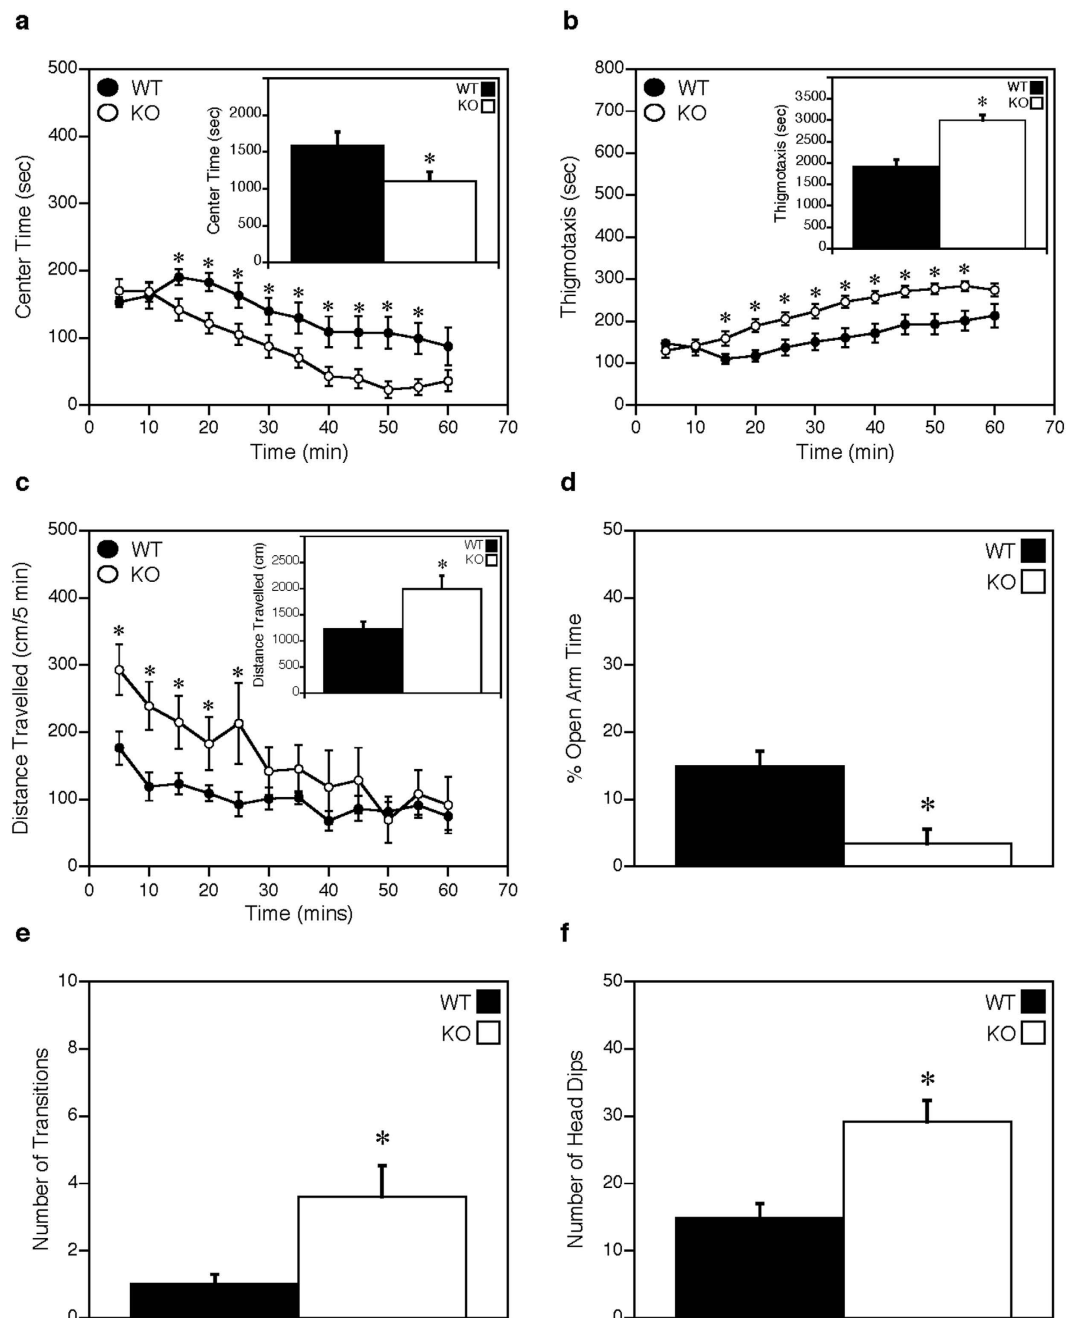 a
500
400
300
200
100
0
Center Time (sec)
WT
KO
2000
1500
1000
500
0
Center Time (sec)
WT
KO
*
* * * * * * * * *
0 10 20 30 40 50 60 70
Time (min)
b
800
700
600
500
400
300
200
100
0
Thigmotaxis (sec)
WT
KO
3500
3000
2500
2000
1500
1000
500
0
Thigmotaxis (sec)
WT
KO
*
* * * * * * * * *
0 10 20 30 40 50 60 70
Time (min)
c
500
400
300
200
100
0
Distance Travelled (cm/5 min)
WT
KO
2500
2000
1500
1000
500
0
Distance Travelled (cm)
WT
KO
*
* * * * *
0 10 20 30 40 50 60 70
Time (mins)
d
50
40
30
20
10
0
% Open Arm Time
WT
KO
*
e
10
8
6
4
2
0
Number of Transitions
WT
KO
*
f
50
40
30
20
10
0
Number of Head Dips
WT
KO
*